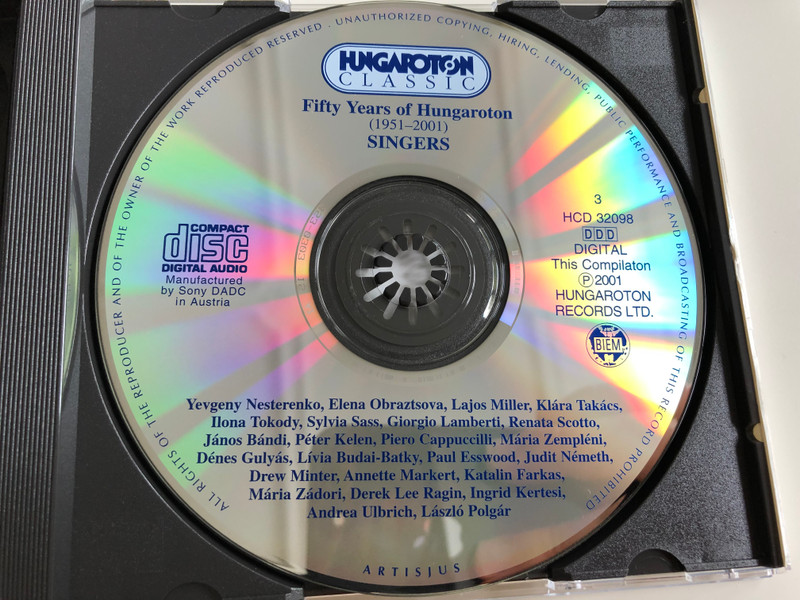 ALL RIGHTS OF THE REPRODUCER AND OF THE OWNER OF THE WORK REPRODUCED RESERVED . UNAUTHORIZED COPYING, HIRING, LENDING, PUBLIC PERFORMANCE AND BROADCASTING OF THIS RECORD PROHIBITED
HUNGAROTON
CLASSIC
Fifty Years of Hungaroton
(1951–2001)
SINGERS
COMPACT
disc
DIGITAL AUDIO
Manufactured
by Sony DADC
in Austria
3
HCD 32098
DDD
DIGITAL
This Compilaton
Ⓟ2001
HUNGAROTON
RECORDS LTD.
BIEM
Yevgeny Nesterenko, Elena Obraztsova, Lajos Miller, Klára Takács,
Ilona Tokody, Sylvia Sass, Giorgio Lamberti, Renata Scotto,
János Bándi, Péter Kelen, Piero Cappuccilli, Mária Zempléni,
Dénes Gulyás, Lívia Budai-Batky, Paul Esswood, Judit Németh,
Drew Minter, Annette Markert, Katalin Farkas,
Mária Zádori, Derek Lee Ragin, Ingrid Kertesi,
Andrea Ulbrich, László Polgár
ARTISJUS